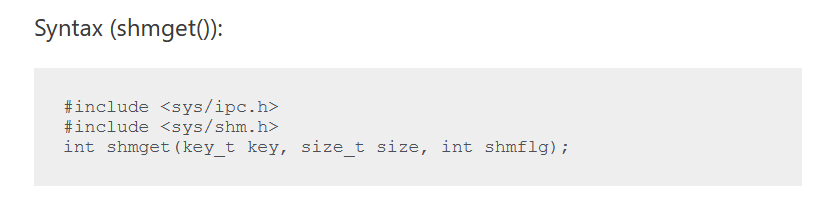 Syntax (shmget()):
#include <sys/ipc.h>
#include <sys/shm.h>
int shmget(key_t key, size_t size, int shmflg);